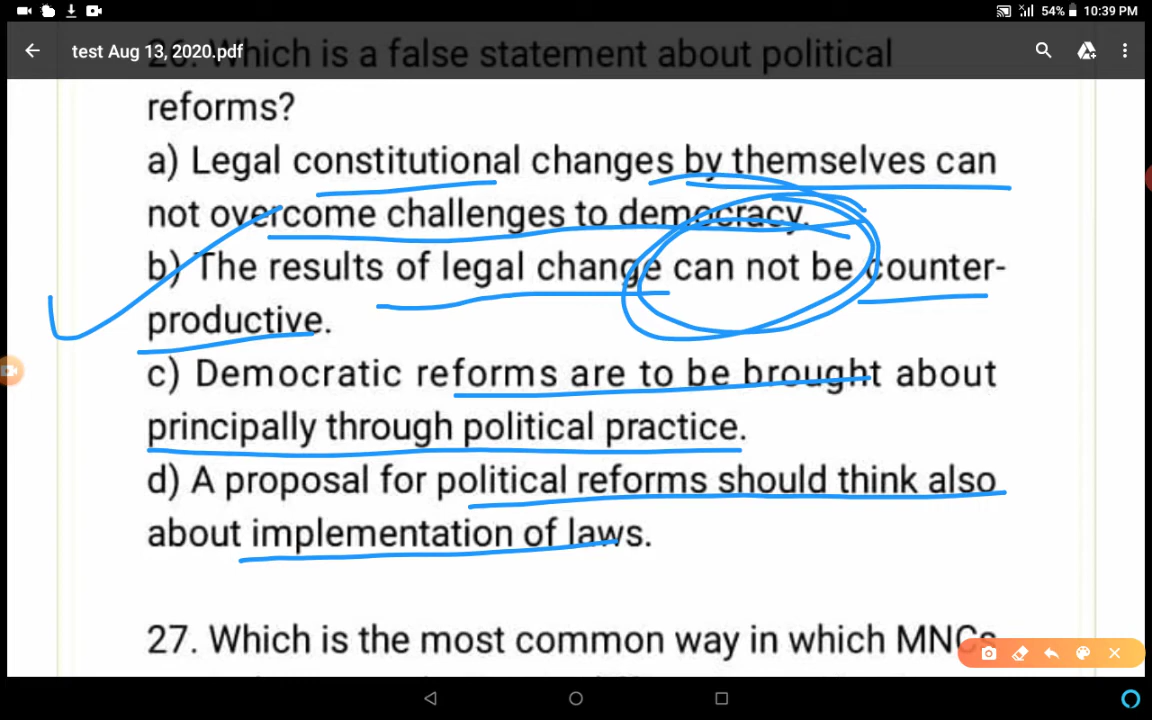 54% 10:39 PM
test Aug 13, 2020.pdf
26. Which is a false statement about political
reforms?
a) Legal constitutional changes by themselves can
not overcome challenges to democracy.
b) The results of legal change can not be counter-
productive.
c) Democratic reforms are to be brought about
principally through political practice.
d) A proposal for political reforms should think also
about implementation of laws.
27. Which is the most common way in which MNCs